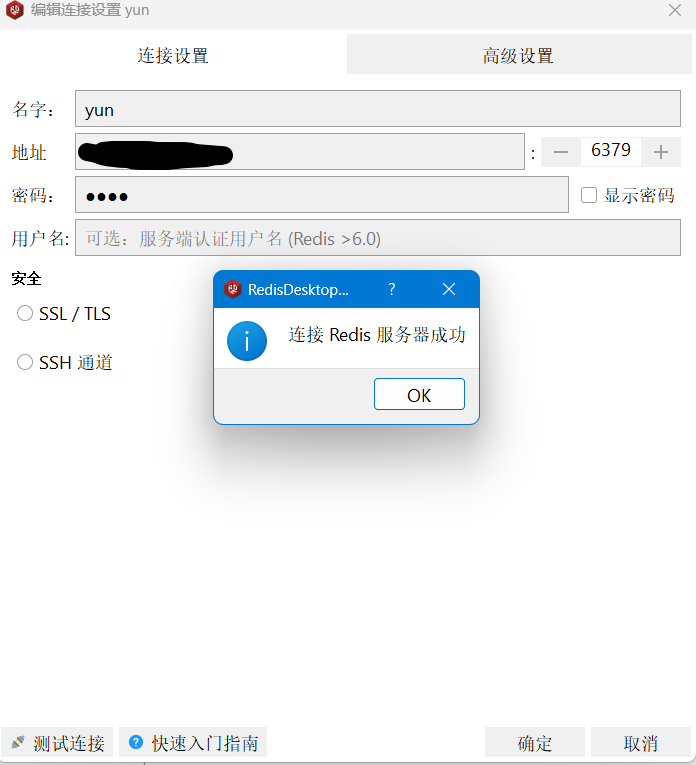 编辑连接设置 yun
连接设置 高级设置
名字: yun
地址 : 6379
密码: ●●●● 显示密码
用户名: 可选：服务端认证用户名 (Redis >6.0)
安全
SSL / TLS
SSH 通道
RedisDesktop... ?
连接 Redis 服务器成功
OK
测试连接 ? 快速入门指南 确定 取消